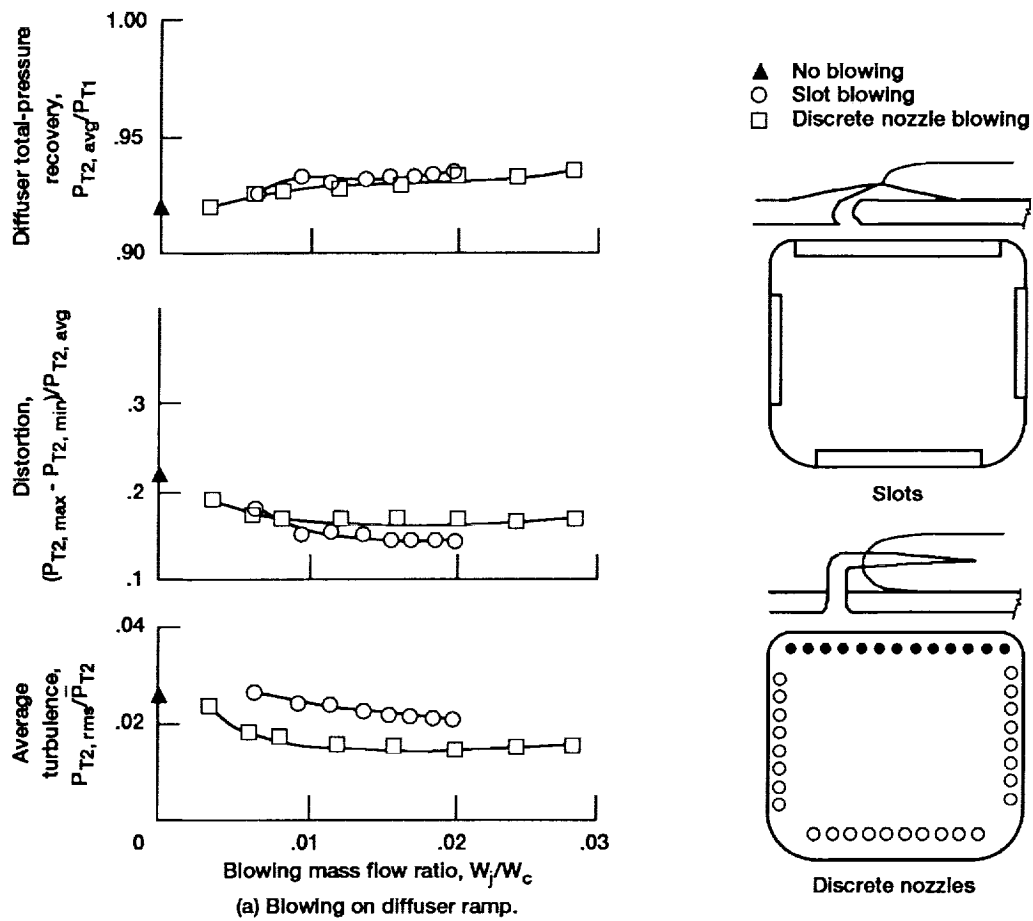 1.00
.95
.90
Diffuser total-pressure
recovery,
P_T2, avg/P_T1
.3
.2
.1
Distortion,
(P_T2, max - P_T2, min)/P_T2, avg
.04
.02
0
.01
.02
.03
Average
turbulence,
P_T2, rms/P̅_T2
Blowing mass flow ratio, W_j/W_c
(a) Blowing on diffuser ramp.
No blowing
Slot blowing
Discrete nozzle blowing
Slots
Discrete nozzles